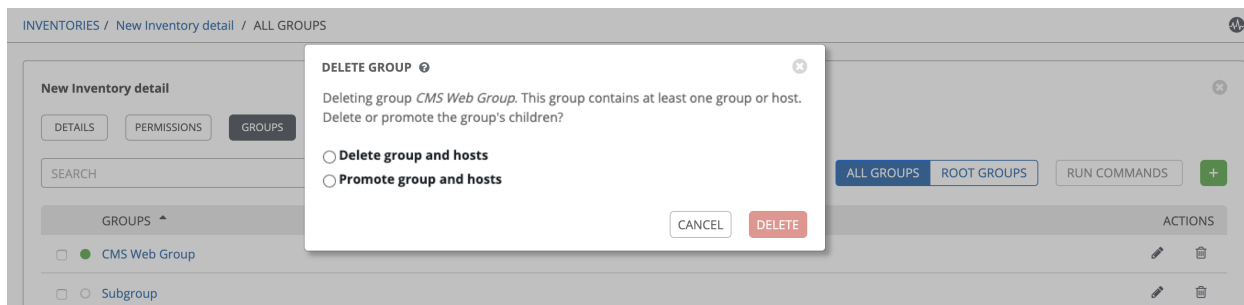 INVENTORIES / New Inventory detail / ALL GROUPS
DELETE GROUP
Deleting group CMS Web Group. This group contains at least one group or host.
Delete or promote the group's children?
Delete group and hosts
Promote group and hosts
CANCEL DELETE
New Inventory detail
DETAILS PERMISSIONS GROUPS
SEARCH
ALL GROUPS ROOT GROUPS RUN COMMANDS +
GROUPS ACTIONS
CMS Web Group
Subgroup